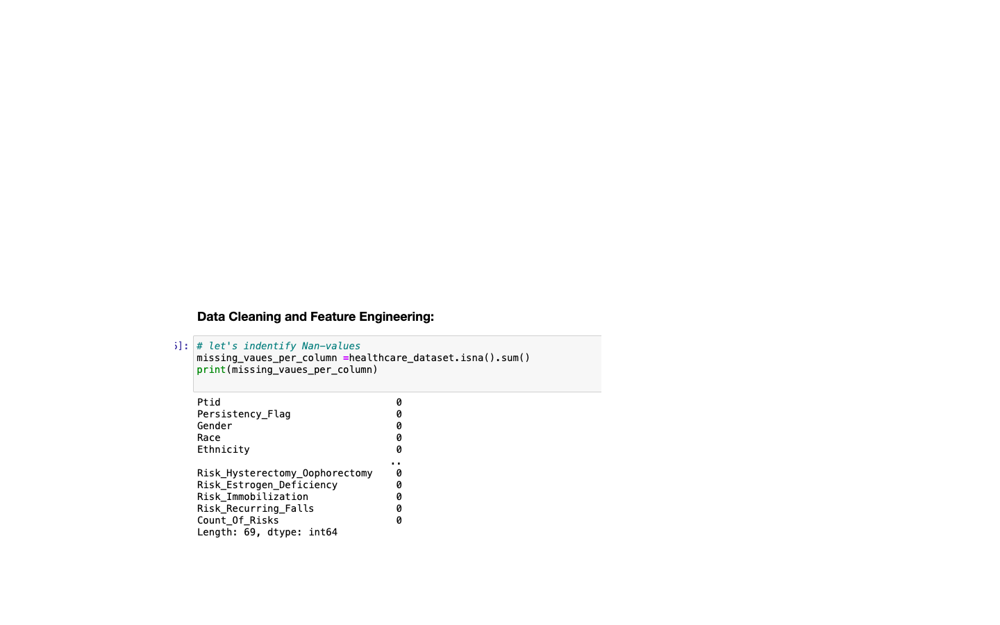 Data Cleaning and Feature Engineering:
5]: # let's indentify Nan-values
missing_vaues_per_column =healthcare_dataset.isna().sum()
print(missing_vaues_per_column)
Ptid 0
Persistency_Flag 0
Gender 0
Race 0
Ethnicity 0
..
Risk_Hysterectomy_Oophorectomy 0
Risk_Estrogen_Deficiency 0
Risk_Immobilization 0
Risk_Recurring_Falls 0
Count_Of_Risks 0
Length: 69, dtype: int64